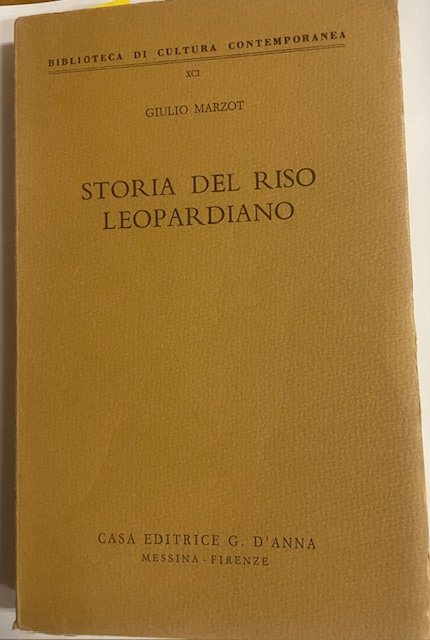 BIBLIOTECA DI CULTURA CONTEMPORANEA
XCI
GIULIO MARZOT
STORIA DEL RISO
LEOPARDIANO
CASA EDITRICE G. D'ANNA
MESSINA - FIRENZE